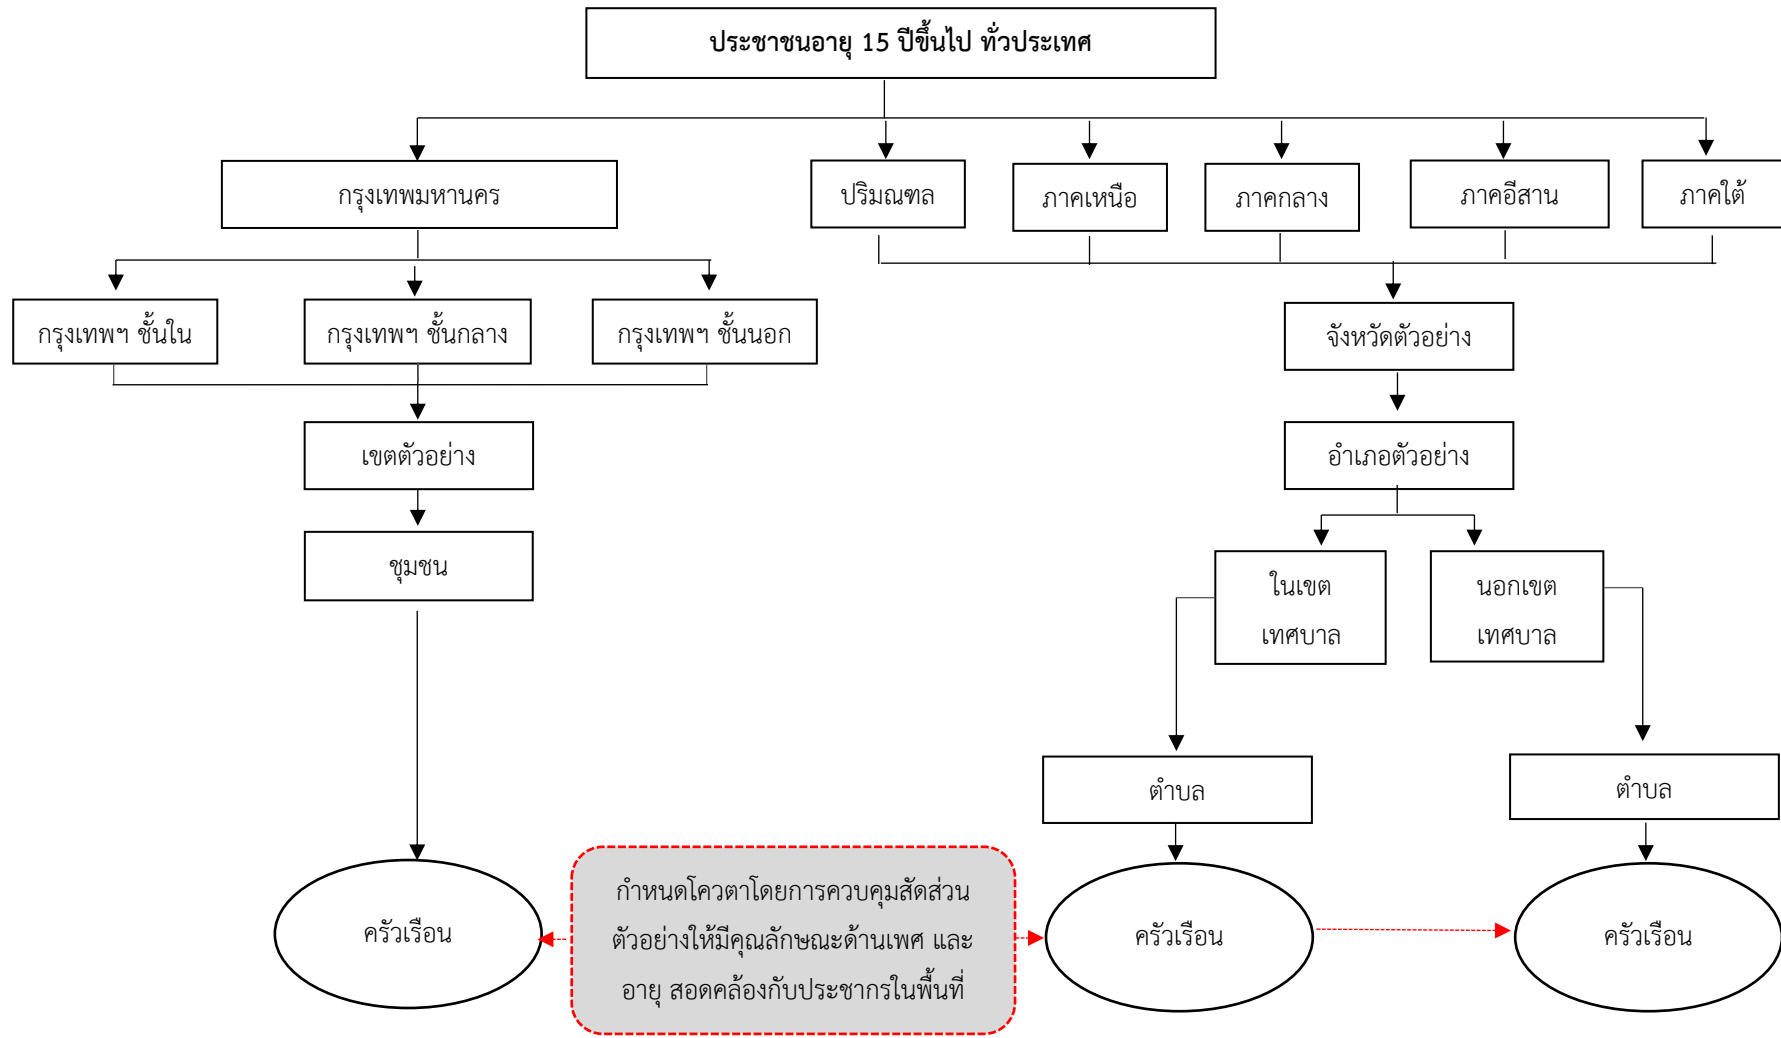 ประชาชนอายุ 15 ปีขึ้นไป ทั่วประเทศ
กรุงเทพมหานคร
ปริมณฑล
ภาคเหนือ
ภาคกลาง
ภาคอีสาน
ภาคใต้
กรุงเทพฯ ชั้นใน
กรุงเทพฯ ชั้นกลาง
กรุงเทพฯ ชั้นนอก
จังหวัดตัวอย่าง
เขตตัวอย่าง
อำเภอตัวอย่าง
ชุมชน
ในเขต
เทศบาล
นอกเขต
เทศบาล
ตำบล
ตำบล
ครัวเรือน
กำหนดโควตาโดยการควบคุมสัดส่วน
ตัวอย่างให้มีคุณลักษณะด้านเพศ และ
อายุ สอดคล้องกับประชากรในพื้นที่
ครัวเรือน
ครัวเรือน